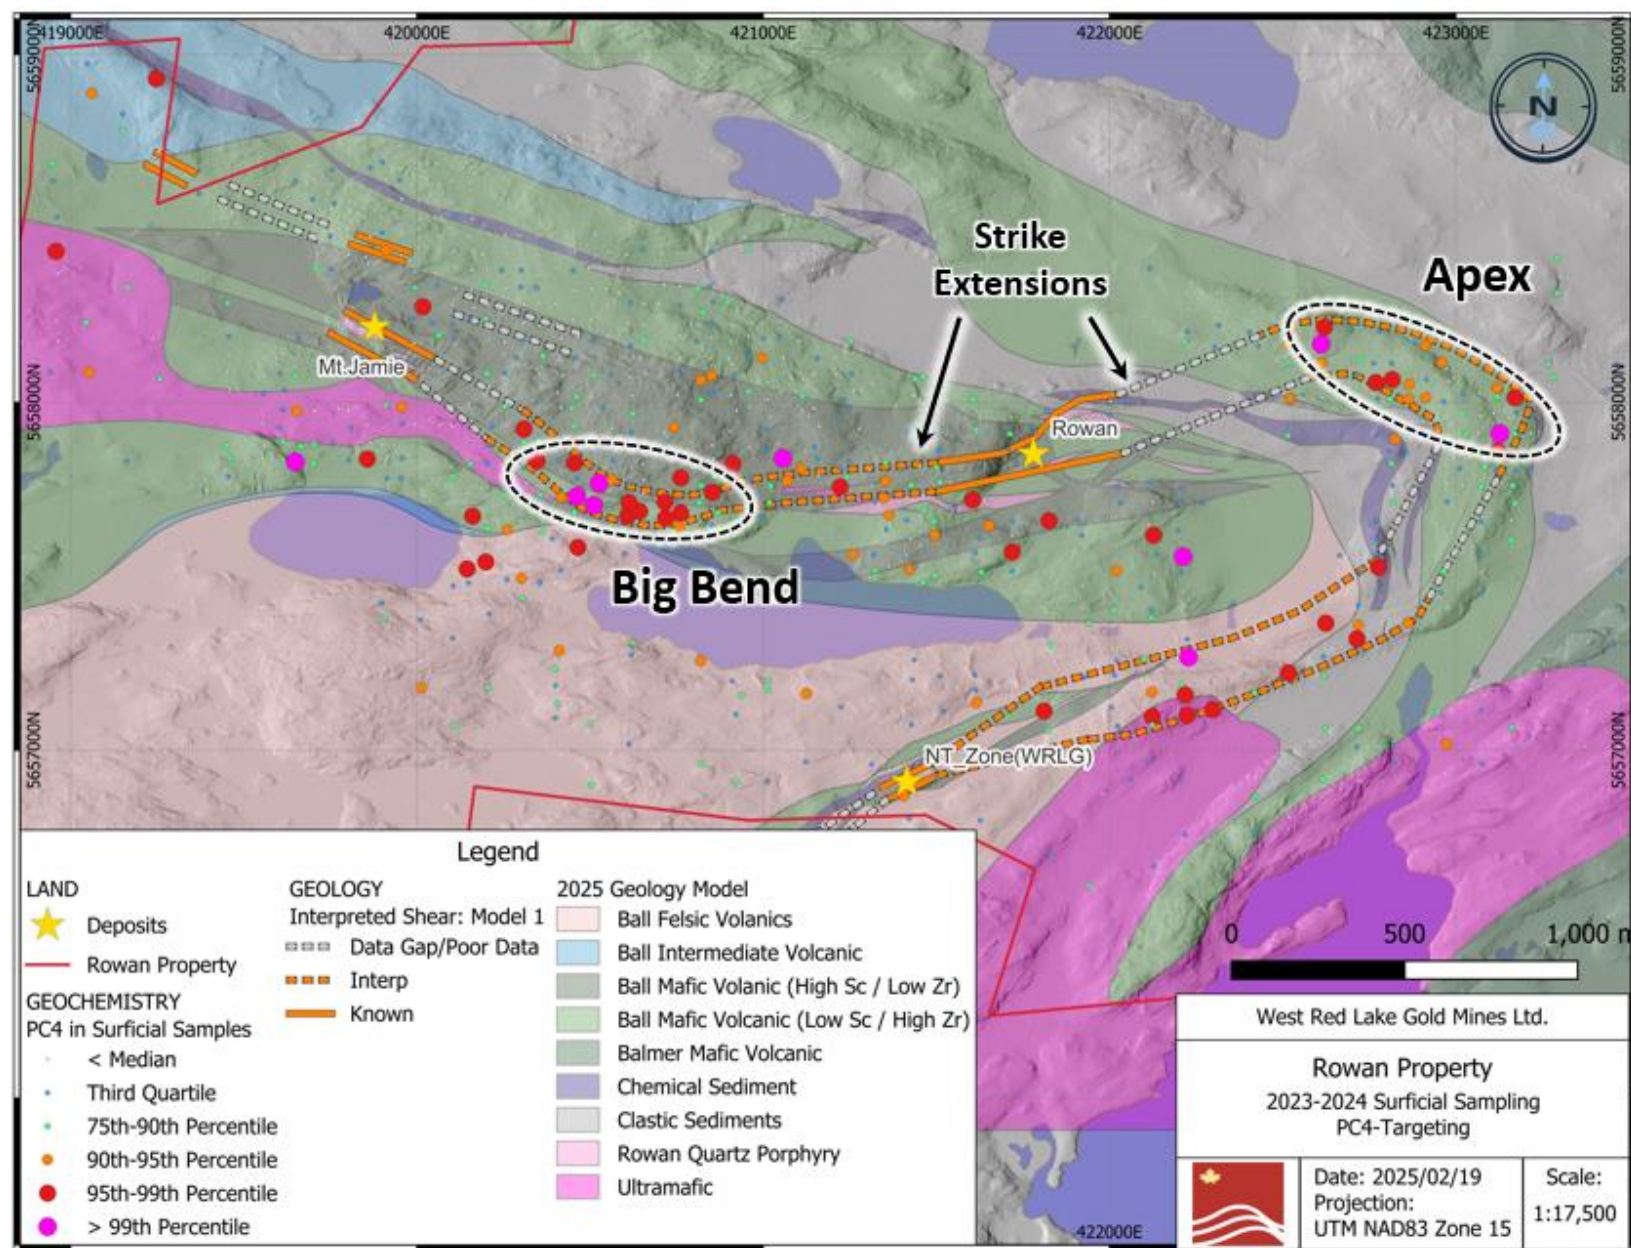 419000E
420000E
421000E
422000E
423000E
5659000N
5659000N
N
Strike
Extensions
Apex
Mt.Jamie
Rowan
5658000N
5658000N
Big Bend
NT_Zone(WRLG)
5657000N
5657000N
Legend
LAND
Deposits
Rowan Property
GEOCHEMISTRY
PC4 in Surficial Samples
< Median
Third Quartile
75th-90th Percentile
90th-95th Percentile
95th-99th Percentile
> 99th Percentile
GEOLOGY
Interpreted Shear: Model 1
Data Gap/Poor Data
Interp
Known
2025 Geology Model
Ball Felsic Volanics
Ball Intermediate Volcanic
Ball Mafic Volanic (High Sc / Low Zr)
Ball Mafic Volcanic (Low Sc / High Zr)
Balmer Mafic Volcanic
Chemical Sediment
Clastic Sediments
Rowan Quartz Porphyry
Ultramafic
0 500 1,000 m
West Red Lake Gold Mines Ltd.
Rowan Property
2023-2024 Surficial Sampling
PC4-Targeting
Date: 2025/02/19
Projection:
UTM NAD83 Zone 15
Scale:
1:17,500
422000E